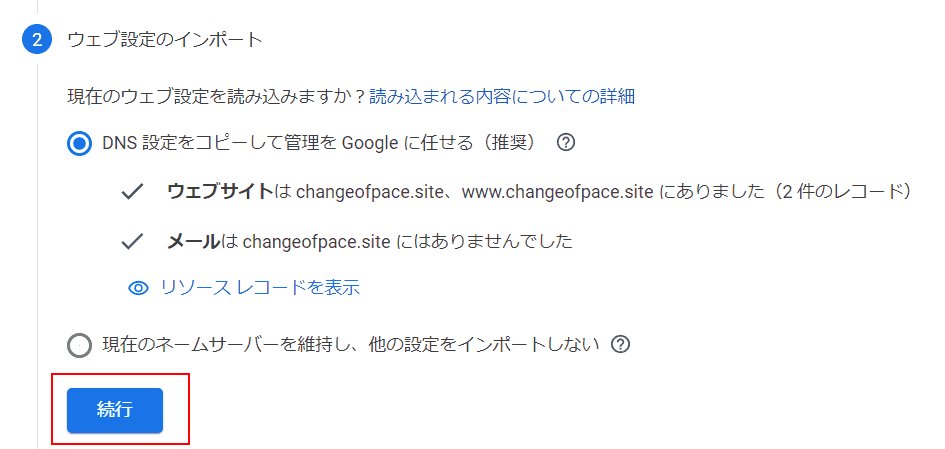 2 ウェブ設定のインポート
現在のウェブ設定を読み込みますか？読み込まれる内容についての詳細
DNS 設定をコピーして管理を Google に任せる（推奨） ?
ウェブサイトは changeofpace.site、www.changeofpace.site にありました（2 件のレコード）
メールは changeofpace.site にはありませんでした
リソース レコードを表示
現在のネームサーバーを維持し、他の設定をインポートしない ?
続行